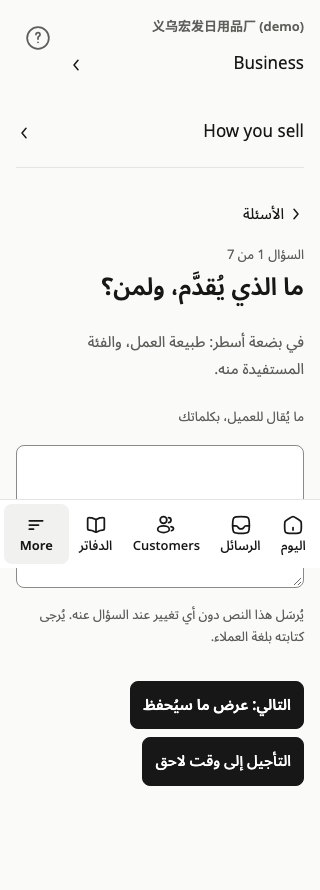 义乌宏发日用品厂 (demo)
Business
How you sell
الأسئلة
السؤال 1 من 7
ما الذي يُقدَّم، ولمن؟
في بضعة أسطر: طبيعة العمل، والفئة
المستفيدة منه.
ما يُقال للعميل، بكلماتك
اليوم
الرسائل
Customers
الدفاتر
More
يُرسَل هذا النص دون أي تغيير عند السؤال عنه. يُرجى
كتابته بلغة العملاء.
التالي: عرض ما سيُحفظ
التأجيل إلى وقت لاحق